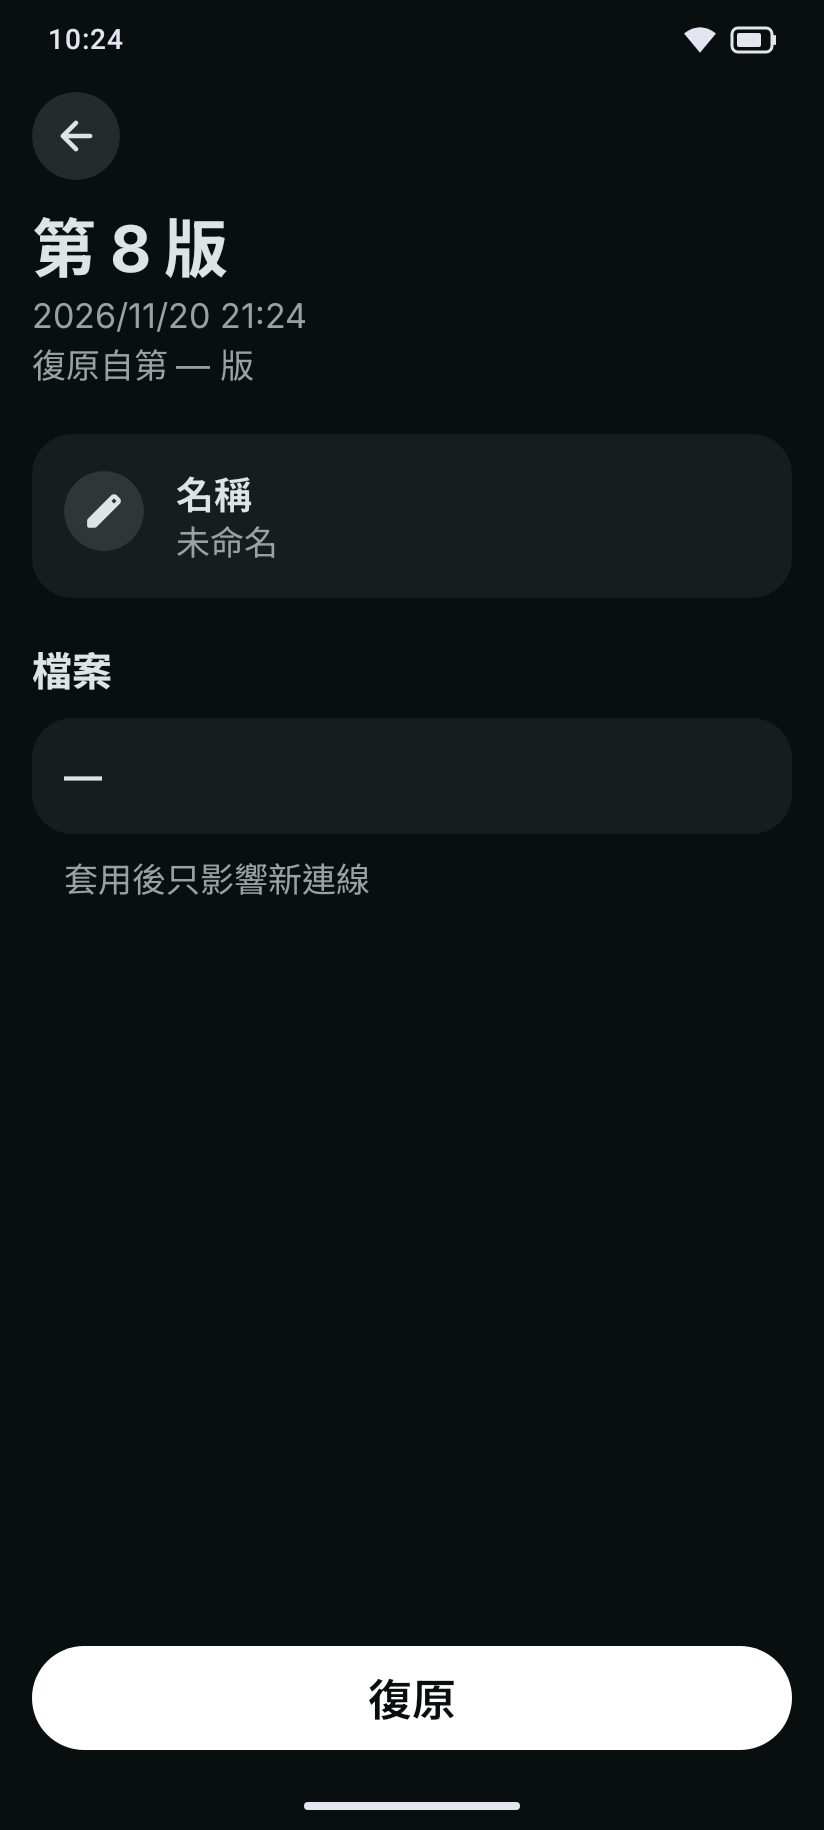 10:24
第 8 版
2026/11/20 21:24
復原自第 — 版
名稱
未命名
檔案
—
套用後只影響新連線
復原